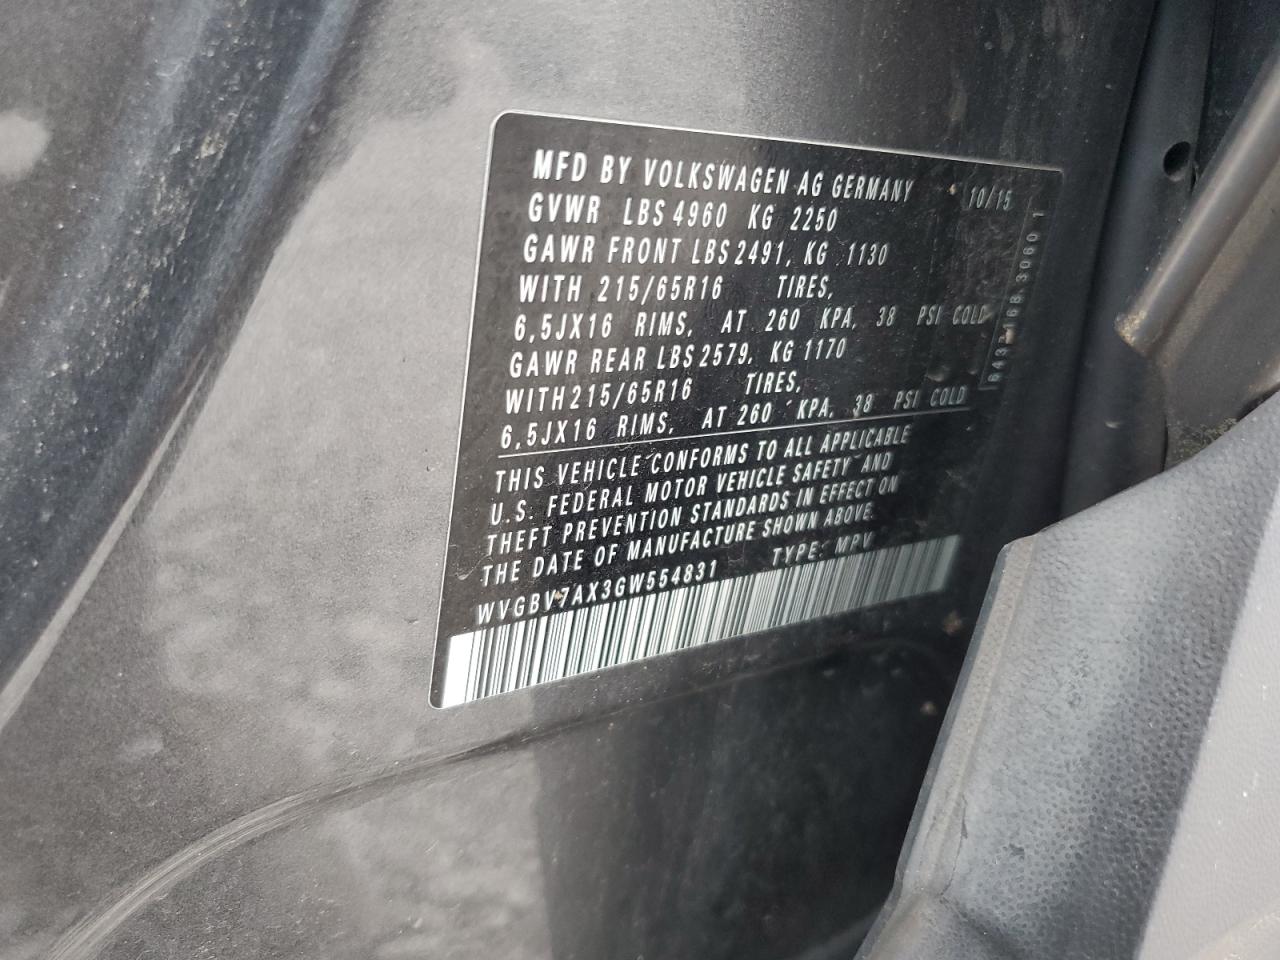 MFD BY VOLKSWAGEN AG GERMANY 10/15
GVWR LBS 4960 KG 2250
GAWR FRONT LBS 2491, KG 1130
WITH 215/65R16 TIRES,
6,5JX16 RIMS, AT 260 KPA, 38 PSI COLD
GAWR REAR LBS 2579, KG 1170
WITH 215/65R16 TIRES,
6,5JX16 RIMS, AT 260 KPA, 38 PSI COLD
THIS VEHICLE CONFORMS TO ALL APPLICABLE
U.S. FEDERAL MOTOR VEHICLE SAFETY AND
THEFT PREVENTION STANDARDS IN EFFECT ON
THE DATE OF MANUFACTURE SHOWN ABOVE.
WVGBV7AX3GW554831 TYPE: MPV